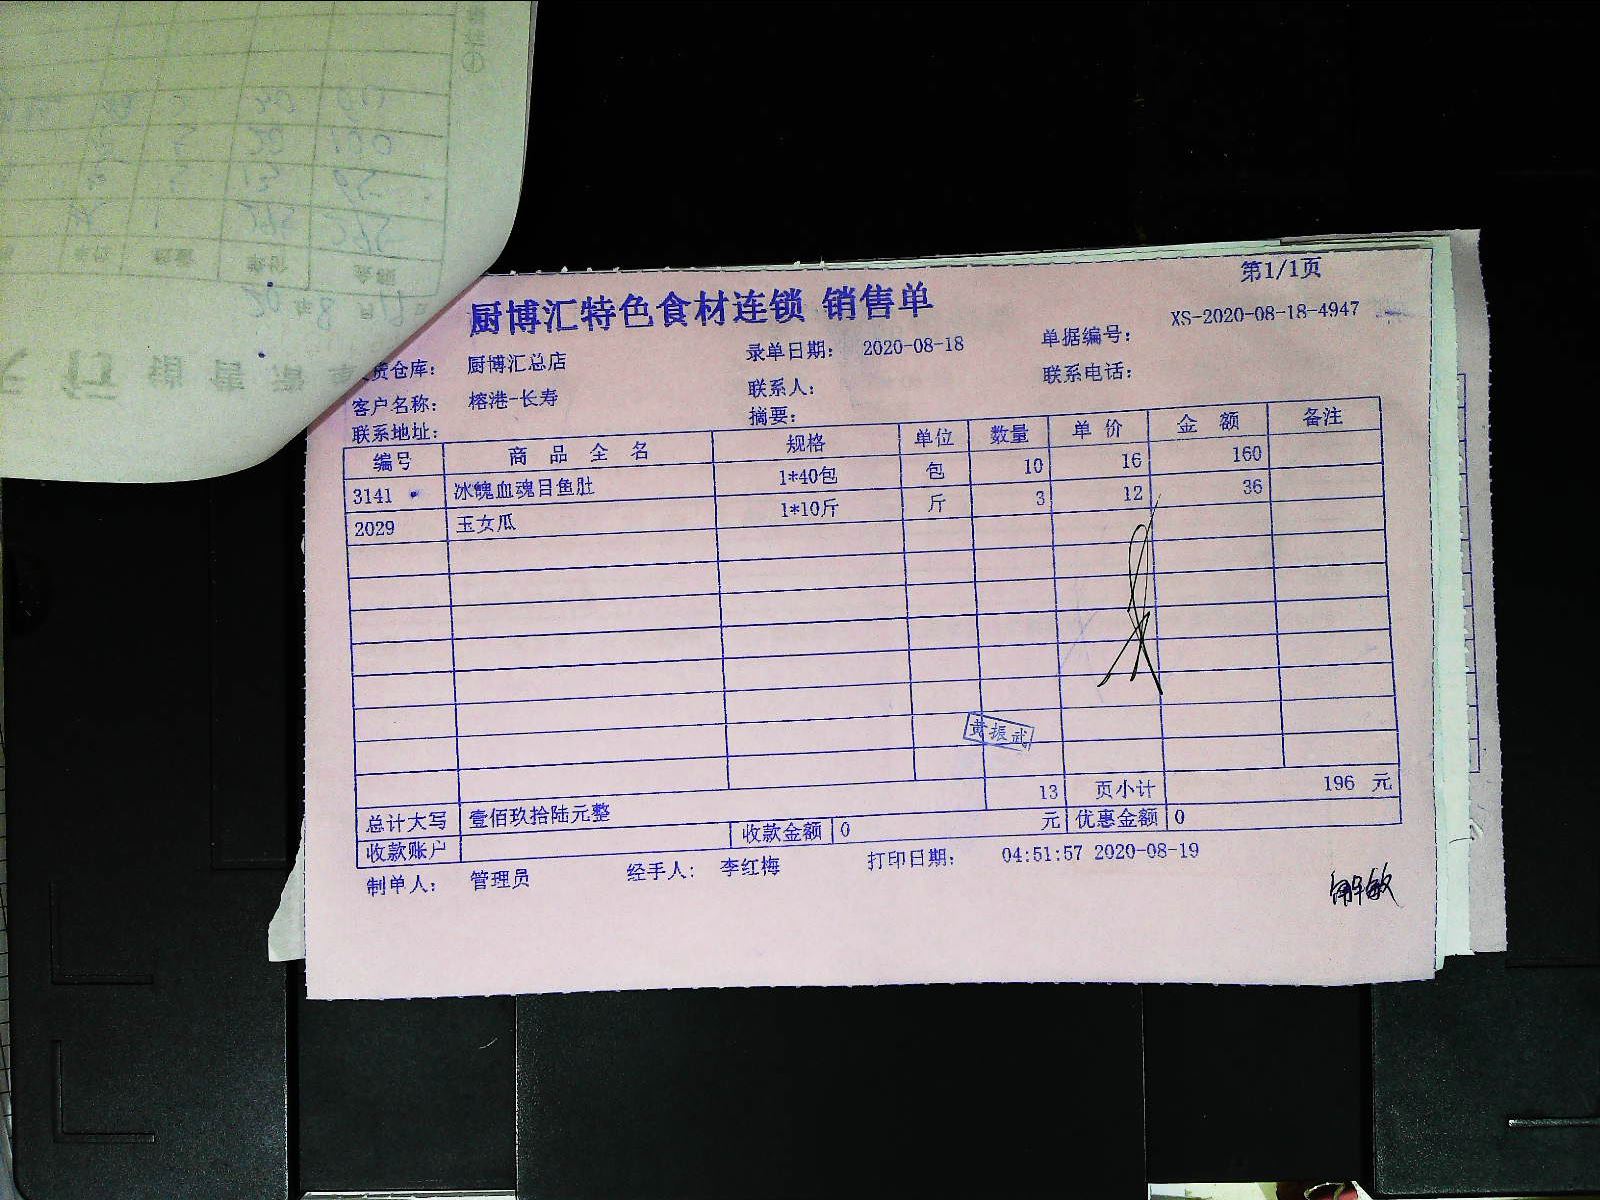 第1/1页
厨博汇特色食材连锁 销售单
货仓库： 厨博汇总店 录单日期： 2020-08-18 单据编号： XS-2020-08-18-4947
客户名称： 榕港-长寿 联系人： 联系电话：
联系地址： 摘要：
编号 商品全名 规格 单位 数量 单价 金额 备注
3141 冰魄血魂目鱼肚 1*40包 包 10 16 160
2029 玉女瓜 1*10斤 斤 3 12 36
黄振武
13 页小计 196 元
总计大写 壹佰玖拾陆元整
收款账户 收款金额 0 元 优惠金额 0
制单人： 管理员 经手人： 李红梅 打印日期： 04:51:57 2020-08-19